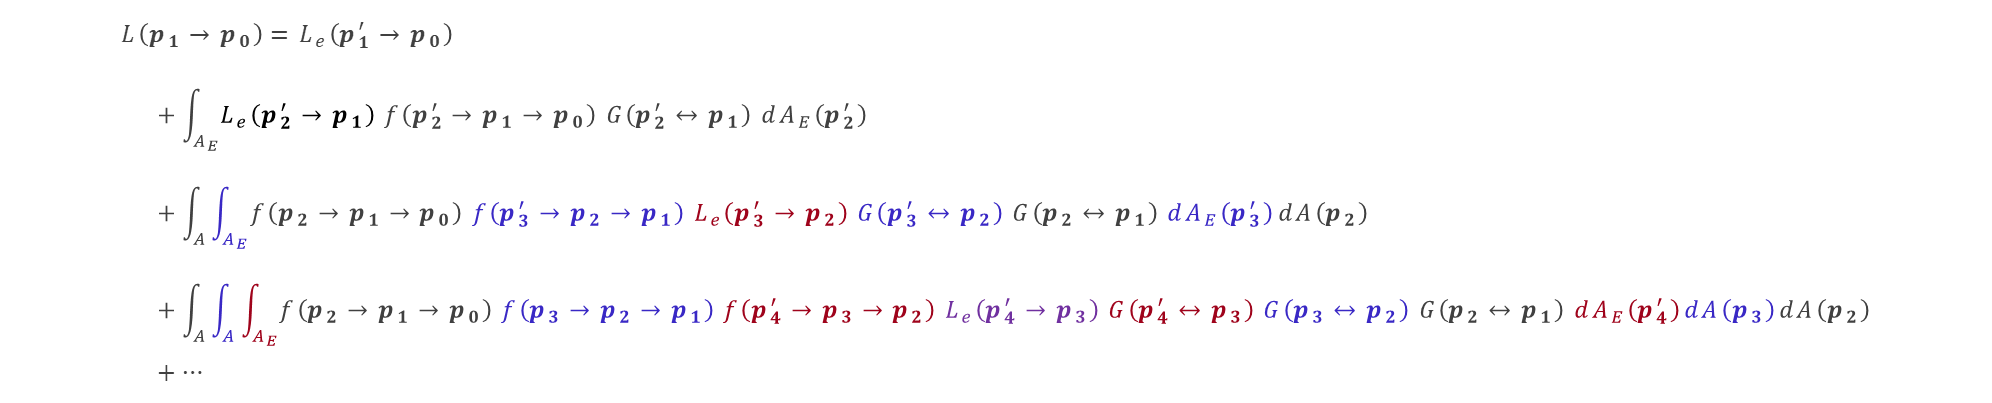 L(p₁ → p₀) = Lₑ(p′₁ → p₀)
+ ∫_{A_E} Lₑ(p′₂ → p₁) f(p′₂ → p₁ → p₀) G(p′₂ ↔ p₁) dA_E(p′₂)
+ ∫_A ∫_{A_E} f(p₂ → p₁ → p₀) f(p′₃ → p₂ → p₁) Lₑ(p′₃ → p₂) G(p′₃ ↔ p₂) G(p₂ ↔ p₁) dA_E(p′₃) dA(p₂)
+ ∫_A ∫_A ∫_{A_E} f(p₂ → p₁ → p₀) f(p₃ → p₂ → p₁) f(p′₄ → p₃ → p₂) Lₑ(p′₄ → p₃) G(p′₄ ↔ p₃) G(p₃ ↔ p₂) G(p₂ ↔ p₁) dA_E(p′₄) dA(p₃) dA(p₂)
+ ⋯